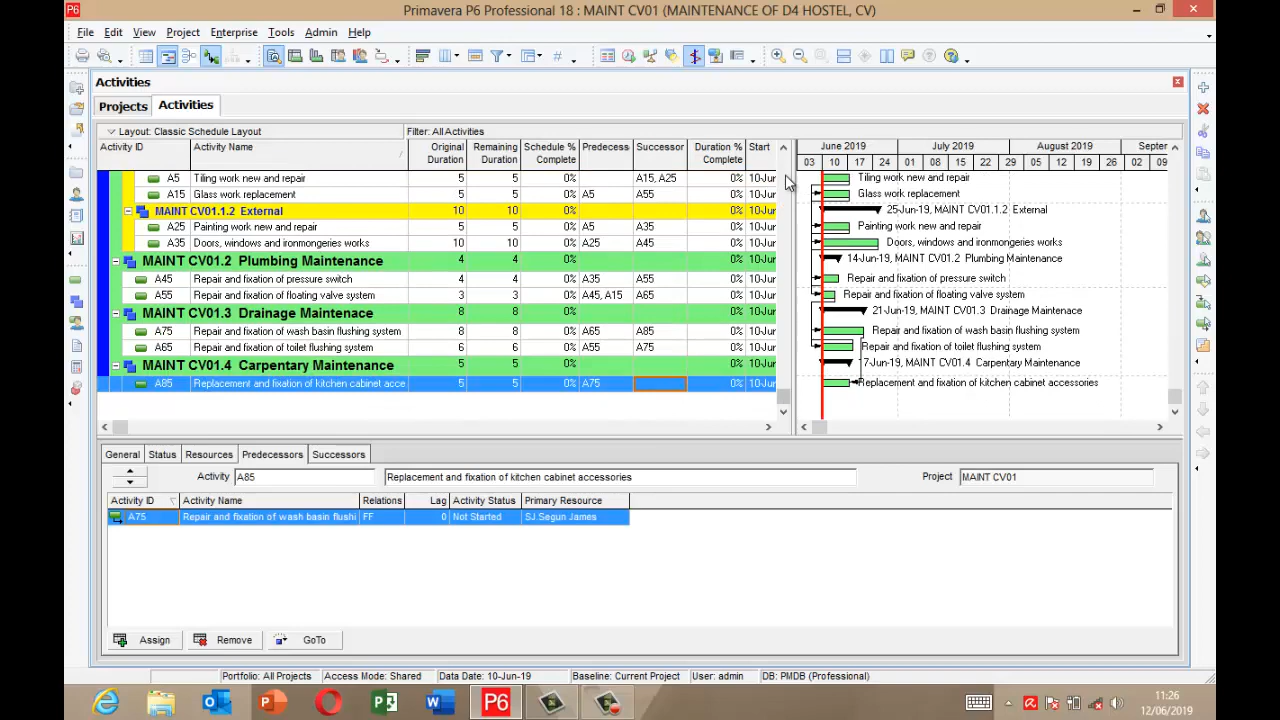 Primavera P6 Professional 18 : MAINT CV01 (MAINTENANCE OF D4 HOSTEL, CV)
File Edit View Project Enterprise Tools Admin Help
Activities
Projects Activities
Layout: Classic Schedule Layout Filter: All Activities
Activity ID Activity Name Original Duration Remaining Duration Schedule % Complete Predecess Successor Duration % Complete Start
June 2019 July 2019 August 2019 Septer
03 10 17 24 01 08 15 22 29 05 12 19 26 02 09
A5 Tiling work new and repair 5 5 0% A15, A25 0% 10-Jun Tiling work new and repair
A15 Glass work replacement 5 5 0% A5 A55 0% 10-Jun Glass work replacement
MAINT CV01.1.2 External 10 10 0% 0% 10-Jun 25-Jun-19, MAINT CV01.1.2 External
A25 Painting work new and repair 5 5 0% A5 A35 0% 10-Jun Painting work new and repair
A35 Doors, windows and ironmongeries works 10 10 0% A25 A45 0% 10-Jun Doors, windows and ironmongeries works
MAINT CV01.2 Plumbing Maintenance 4 4 0% 0% 10-Jun 14-Jun-19, MAINT CV01.2 Plumbing Maintenance
A45 Repair and fixation of pressure switch 4 4 0% A35 A55 0% 10-Jun Repair and fixation of pressure switch
A55 Repair and fixation of floating valve system 3 3 0% A45, A15 A65 0% 10-Jun Repair and fixation of floating valve system
MAINT CV01.3 Drainage Maintenace 8 8 0% 0% 10-Jun 21-Jun-19, MAINT CV01.3 Drainage Maintenace
A75 Repair and fixation of wash basin flushing system 8 8 0% A65 A85 0% 10-Jun Repair and fixation of wash basin flushing system
A65 Repair and fixation of toilet flushing system 6 6 0% A55 A75 0% 10-Jun Repair and fixation of toilet flushing system
MAINT CV01.4 Carpentary Maintenance 5 5 0% 0% 10-Jun 17-Jun-19, MAINT CV01.4 Carpentary Maintenance
A85 Replacement and fixation of kitchen cabinet acce 5 5 0% A75 0% 10-Jun Replacement and fixation of kitchen cabinet accessories
General Status Resources Predecessors Successors
Activity A85 Replacement and fixation of kitchen cabinet accessories Project MAINT CV01
Activity ID Activity Name Relations Lag Activity Status Primary Resource
A75 Repair and fixation of wash basin flushi FF 0 Not Started SJ.Segun James
Assign Remove GoTo
Portfolio: All Projects Access Mode: Shared Data Date: 10-Jun-19 Baseline: Current Project User: admin DB: PMDB (Professional)
11:26
12/06/2019